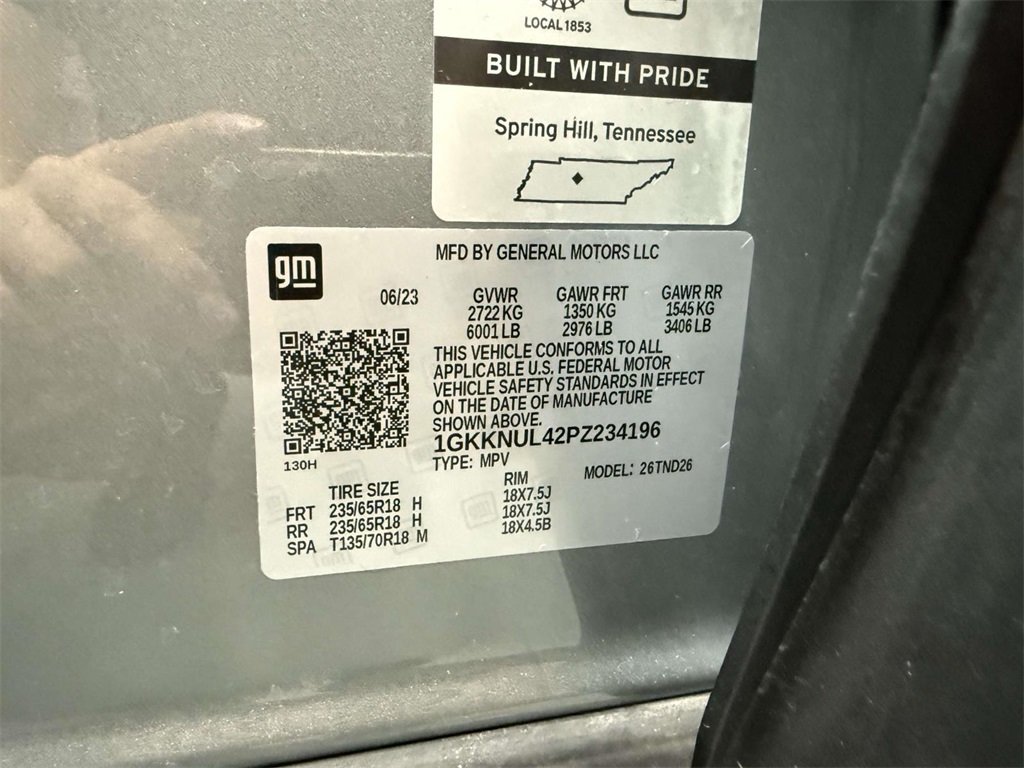 LOCAL 1853
BUILT WITH PRIDE
Spring Hill, Tennessee
gm
MFD BY GENERAL MOTORS LLC
06/23 GVWR GAWR FRT GAWR RR
2722 KG 1350 KG 1545 KG
6001 LB 2976 LB 3406 LB
THIS VEHICLE CONFORMS TO ALL
APPLICABLE U.S. FEDERAL MOTOR
VEHICLE SAFETY STANDARDS IN EFFECT
ON THE DATE OF MANUFACTURE
SHOWN ABOVE.
1GKKNUL42PZ234196
130H
TYPE: MPV MODEL: 26TND26
TIRE SIZE RIM
FRT 235/65R18 H 18X7.5J
RR 235/65R18 H 18X7.5J
SPA T135/70R18 M 18X4.5B